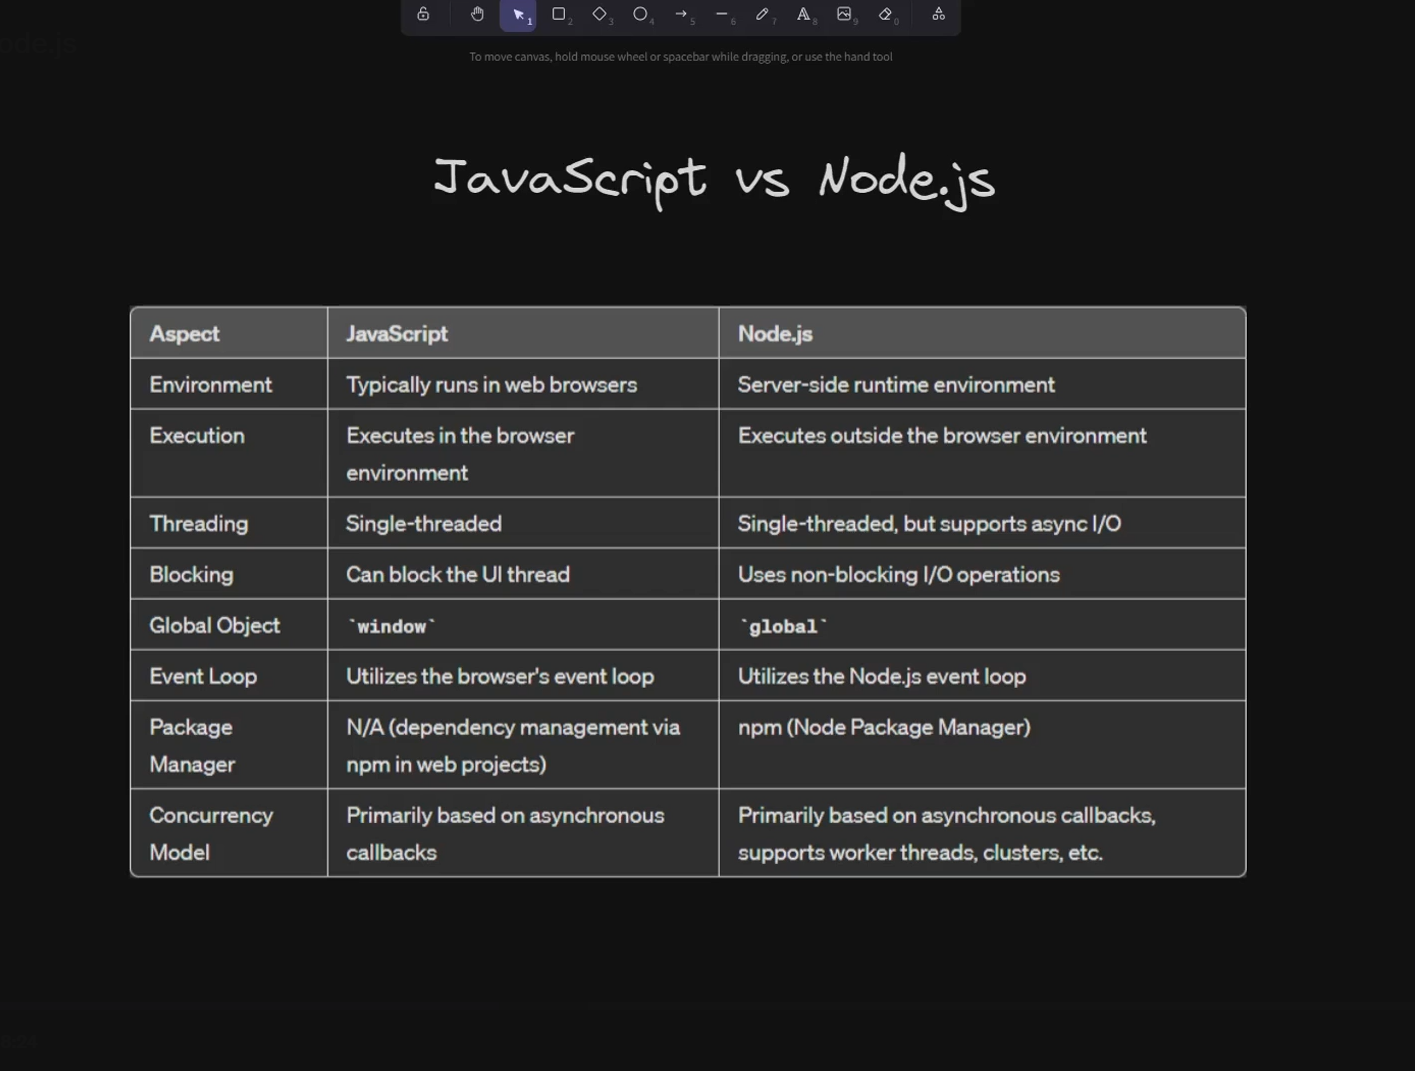 ode.js
1
2
3
4
5
6
7
A 8
9
0
To move canvas, hold mouse wheel or spacebar while dragging, or use the hand tool
JavaScript vs Node.js
Aspect JavaScript Node.js
Environment Typically runs in web browsers Server-side runtime environment
Execution Executes in the browser Executes outside the browser environment
environment
Threading Single-threaded Single-threaded, but supports async I/O
Blocking Can block the UI thread Uses non-blocking I/O operations
Global Object `window` `global`
Event Loop Utilizes the browser's event loop Utilizes the Node.js event loop
Package N/A (dependency management via npm (Node Package Manager)
Manager npm in web projects)
Concurrency Primarily based on asynchronous Primarily based on asynchronous callbacks,
Model callbacks supports worker threads, clusters, etc.